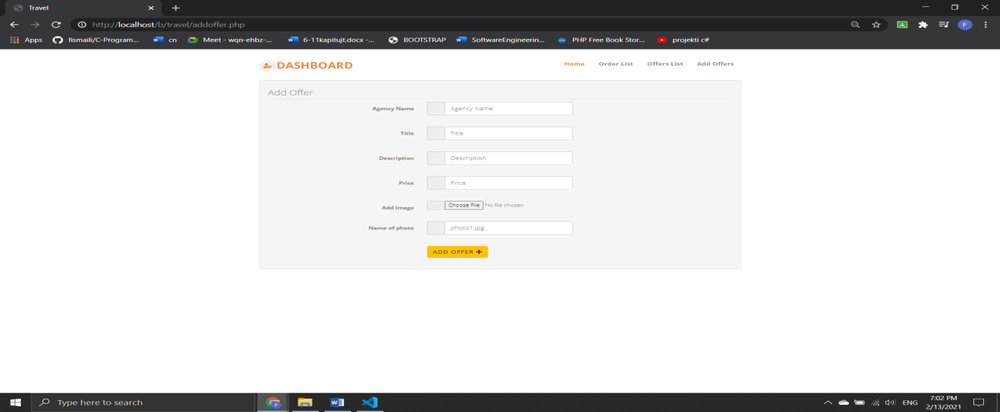 Travel
http://localhost/b/travel/addoffer.php
Apps fismaili/C-Program... cn Meet - wqn-ehbz-... 6-11kapitujt.docx -... BOOTSTRAP SoftwareEngineerin... PHP Free Book Stor... projekti c#
F
DASHBOARD Home Order List Offers List Add Offers
Add Offer
Agency Name Agency Name
Title Title
Description Description
Price Price
Add Image Choose File No file chosen
Name of photo photo1.jpg
ADD OFFER +
Type here to search F W ENG 7:02 PM
2/13/2021